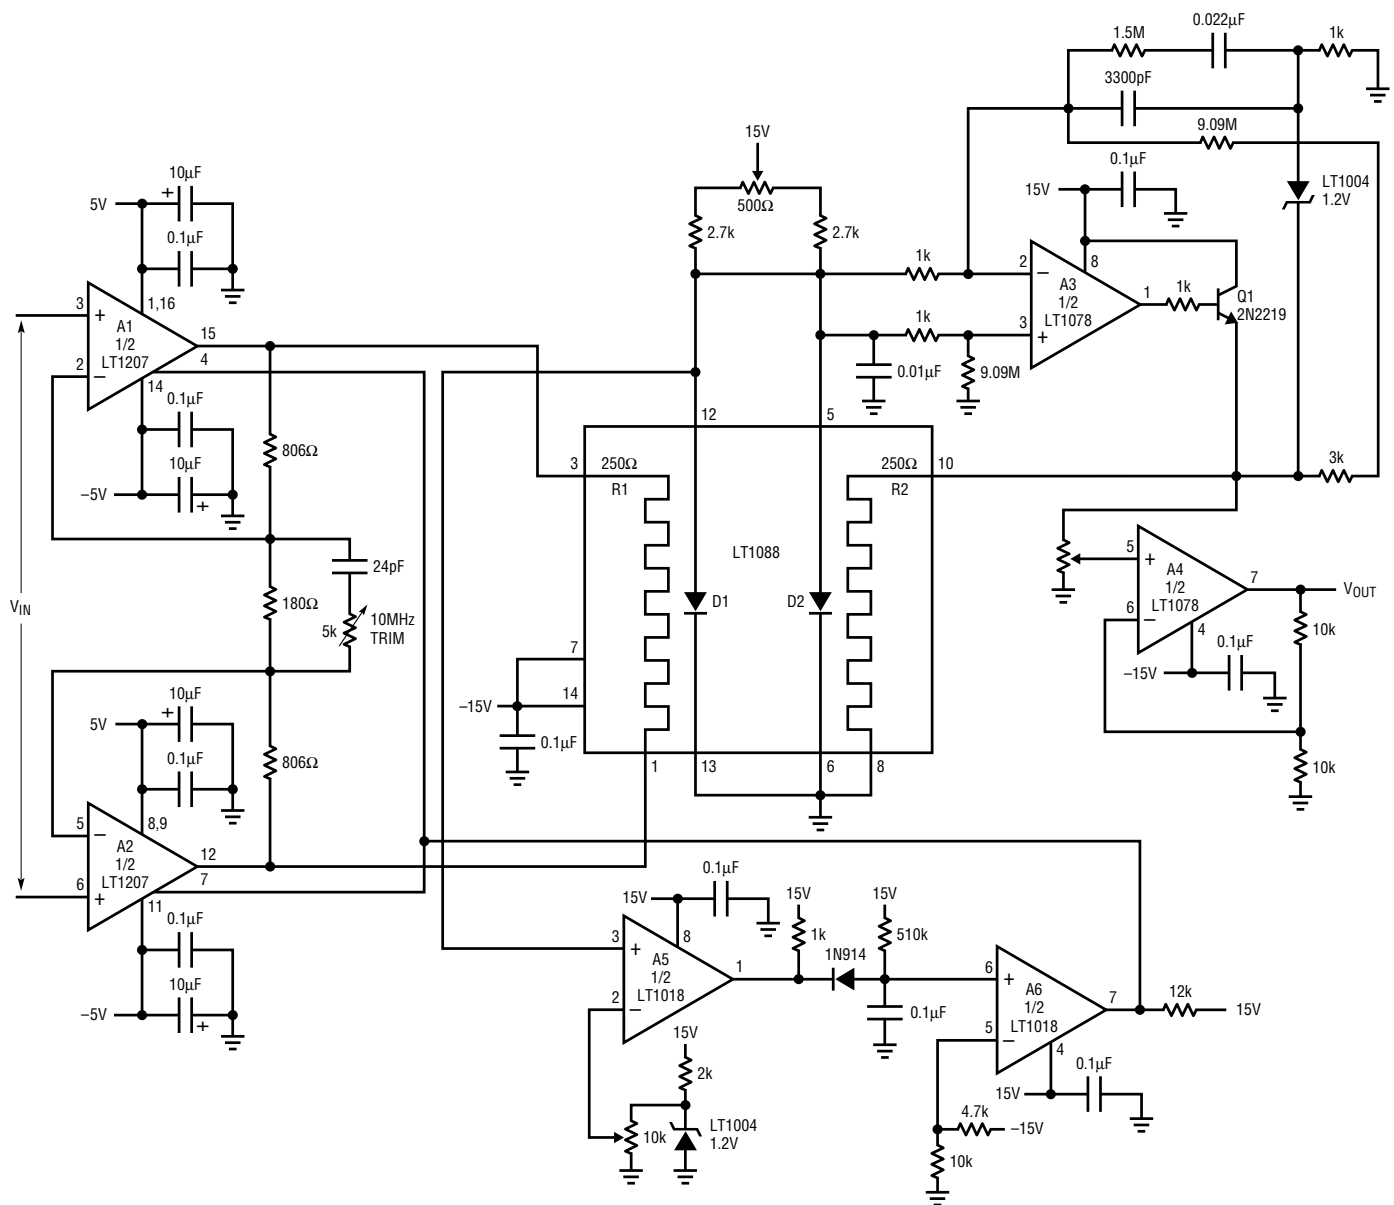 0.022µF
1.5M
1k
3300pF
9.09M
15V
0.1µF
10µF
+
5V
500Ω
15V
LT1004
1.2V
0.1µF
2.7k
2.7k
1k
2
–
8
A3
1/2
LT1078
1
1k
Q1
2N2219
3
+
1,16
A1
1/2
LT1207
15
4
2
–
14
1k
3
+
0.01µF
9.09M
0.1µF
12
5
806Ω
10µF
–5V
+
3
250Ω
R1
250Ω
R2
10
3k
LT1088
24pF
5
+
A4
1/2
LT1078
7
VOUT
VIN
180Ω
5k
10MHz
TRIM
D1
D2
6
–
4
10k
0.1µF
–15V
7
14
–15V
10µF
+
5V
0.1µF
0.1µF
806Ω
1
13
6
8
10k
5
–
8,9
A2
1/2
LT1207
12
7
6
+
11
0.1µF
15V
0.1µF
15V
15V
8
1k
510k
3
+
A5
1/2
LT1018
1
1N914
6
+
A6
1/2
LT1018
7
12k
15V
10µF
–5V
+
2
–
0.1µF
5
–
4
15V
0.1µF
2k
15V
4.7k
–15V
10k
LT1004
1.2V
10k